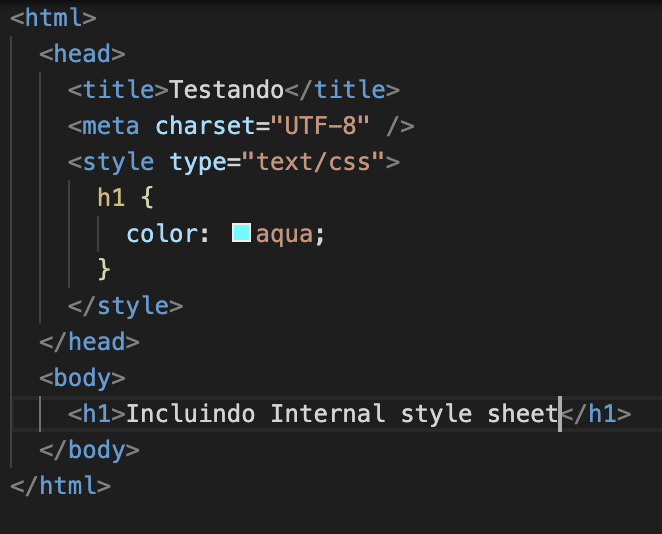 <html>
<head>
<title>Testando</title>
<meta charset="UTF-8" />
<style type="text/css">
h1 {
color: aqua;
}
</style>
</head>
<body>
<h1>Incluindo Internal style sheet</h1>
</body>
</html>